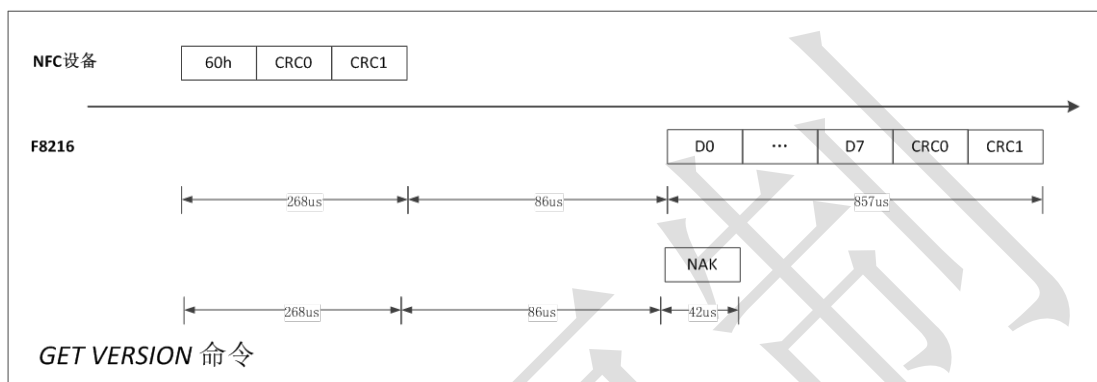 NFC设备
60h CRC0 CRC1
F8216
D0 … D7 CRC0 CRC1
268us 86us 857us
NAK
268us 86us 42us
GET VERSION 命令
制